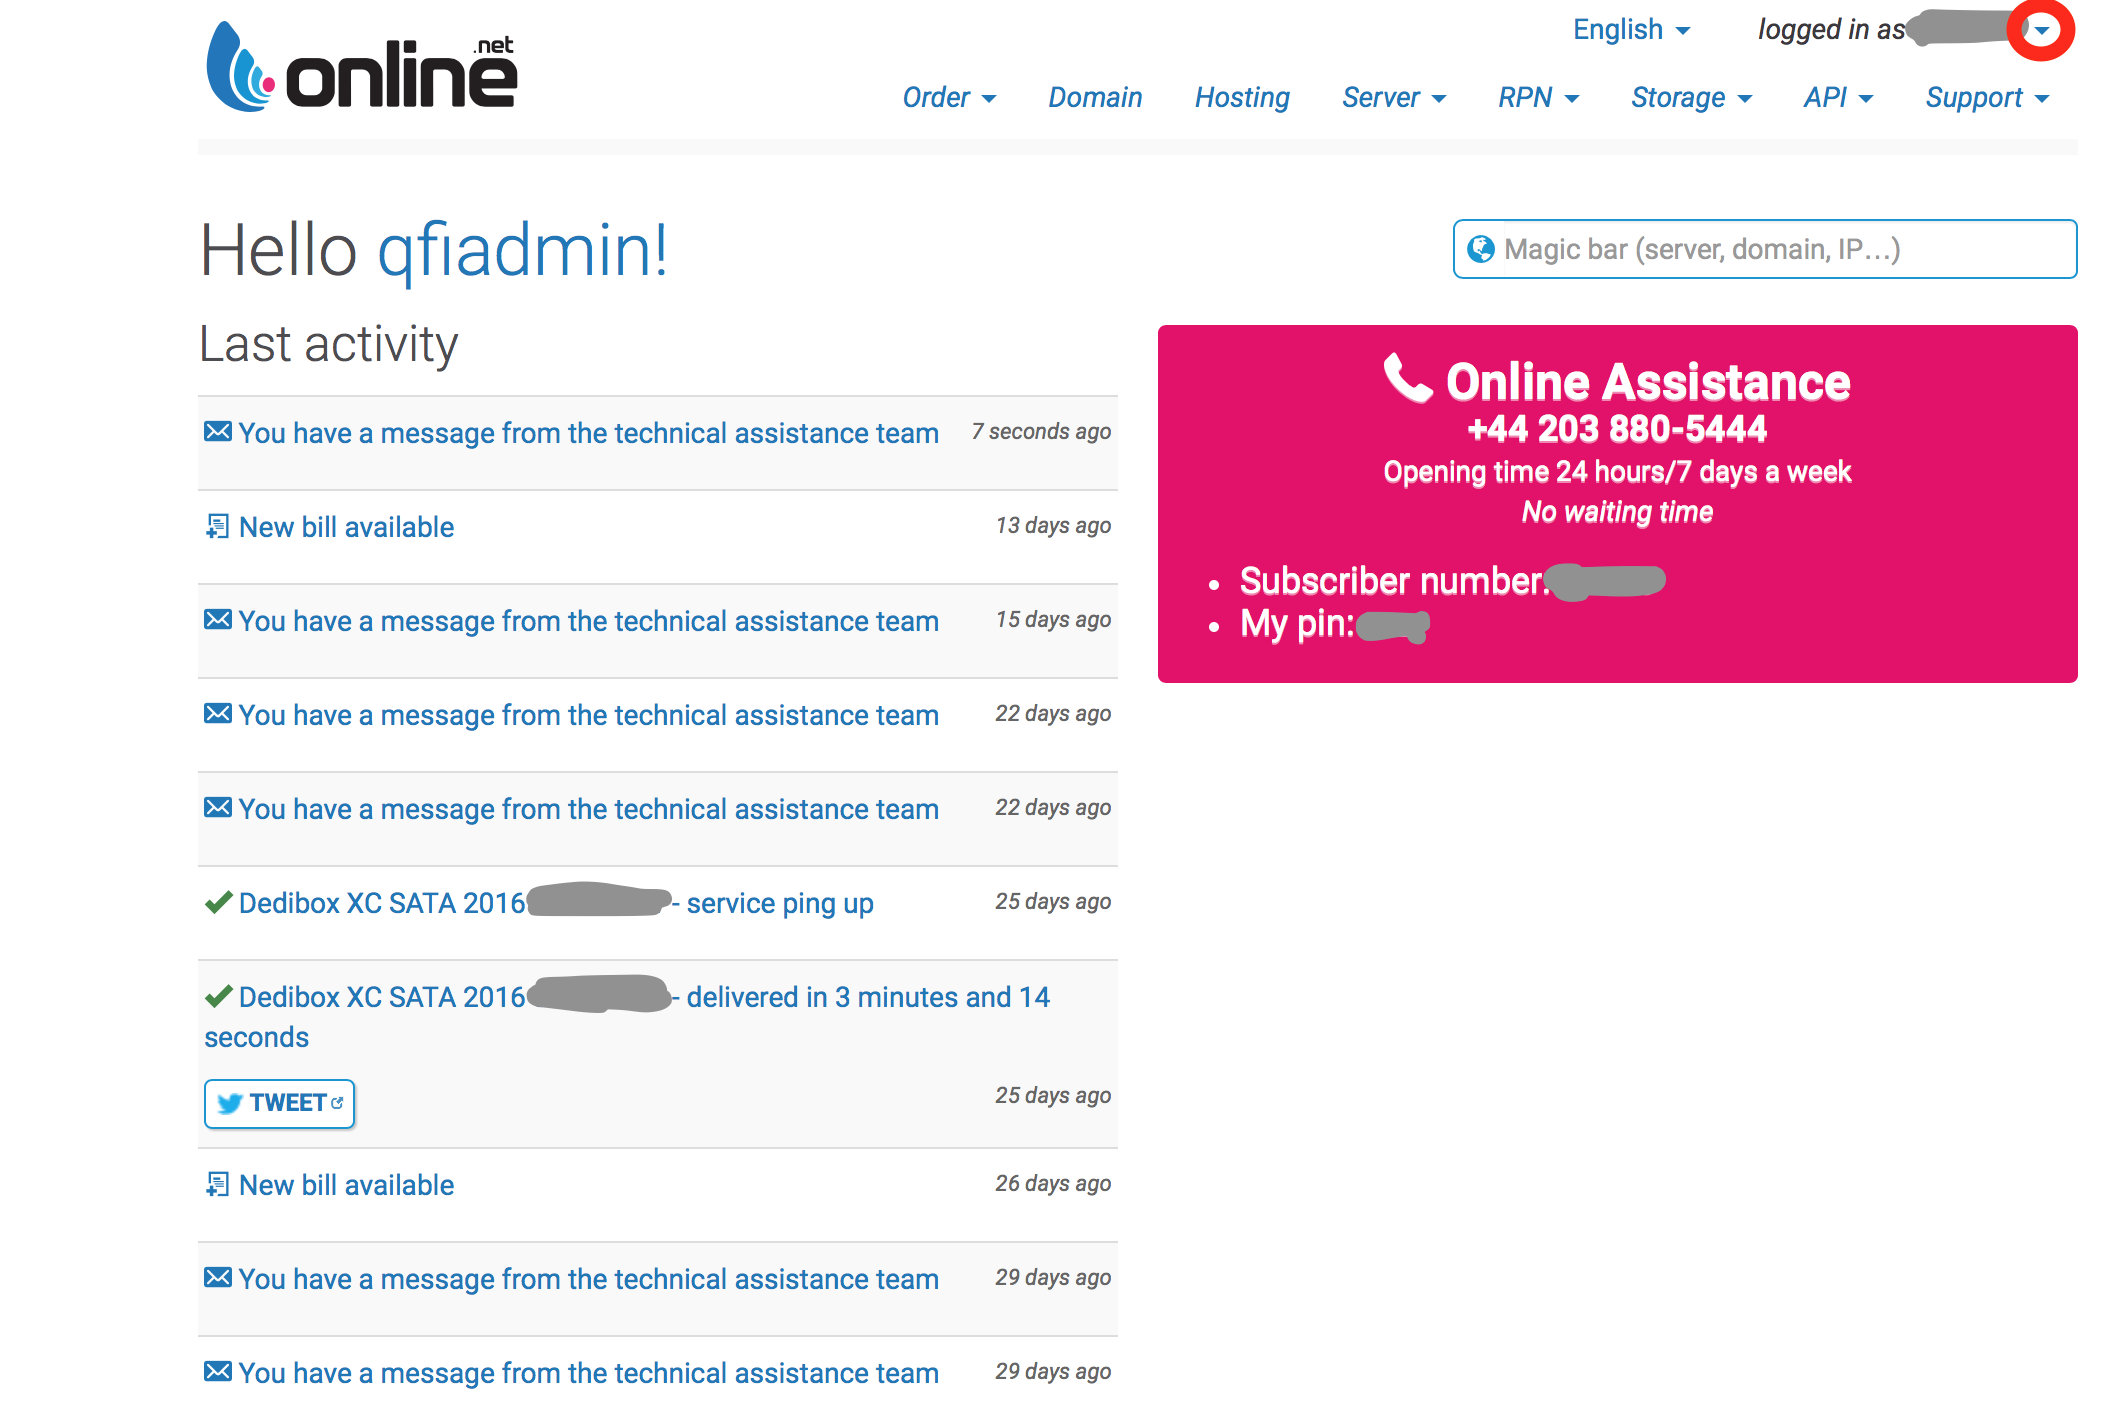 online
.net
English
logged in as
Order
Domain
Hosting
Server
RPN
Storage
API
Support
Hello qfiadmin!
Magic bar (server, domain, IP...)
Last activity
You have a message from the technical assistance team 7 seconds ago
New bill available 13 days ago
You have a message from the technical assistance team 15 days ago
You have a message from the technical assistance team 22 days ago
You have a message from the technical assistance team 22 days ago
Dedibox XC SATA 2016 - service ping up 25 days ago
Dedibox XC SATA 2016 - delivered in 3 minutes and 14
seconds
TWEET 25 days ago
New bill available 26 days ago
You have a message from the technical assistance team 29 days ago
You have a message from the technical assistance team 29 days ago
Online Assistance
+44 203 880-5444
Opening time 24 hours/7 days a week
No waiting time
• Subscriber number:
• My pin: